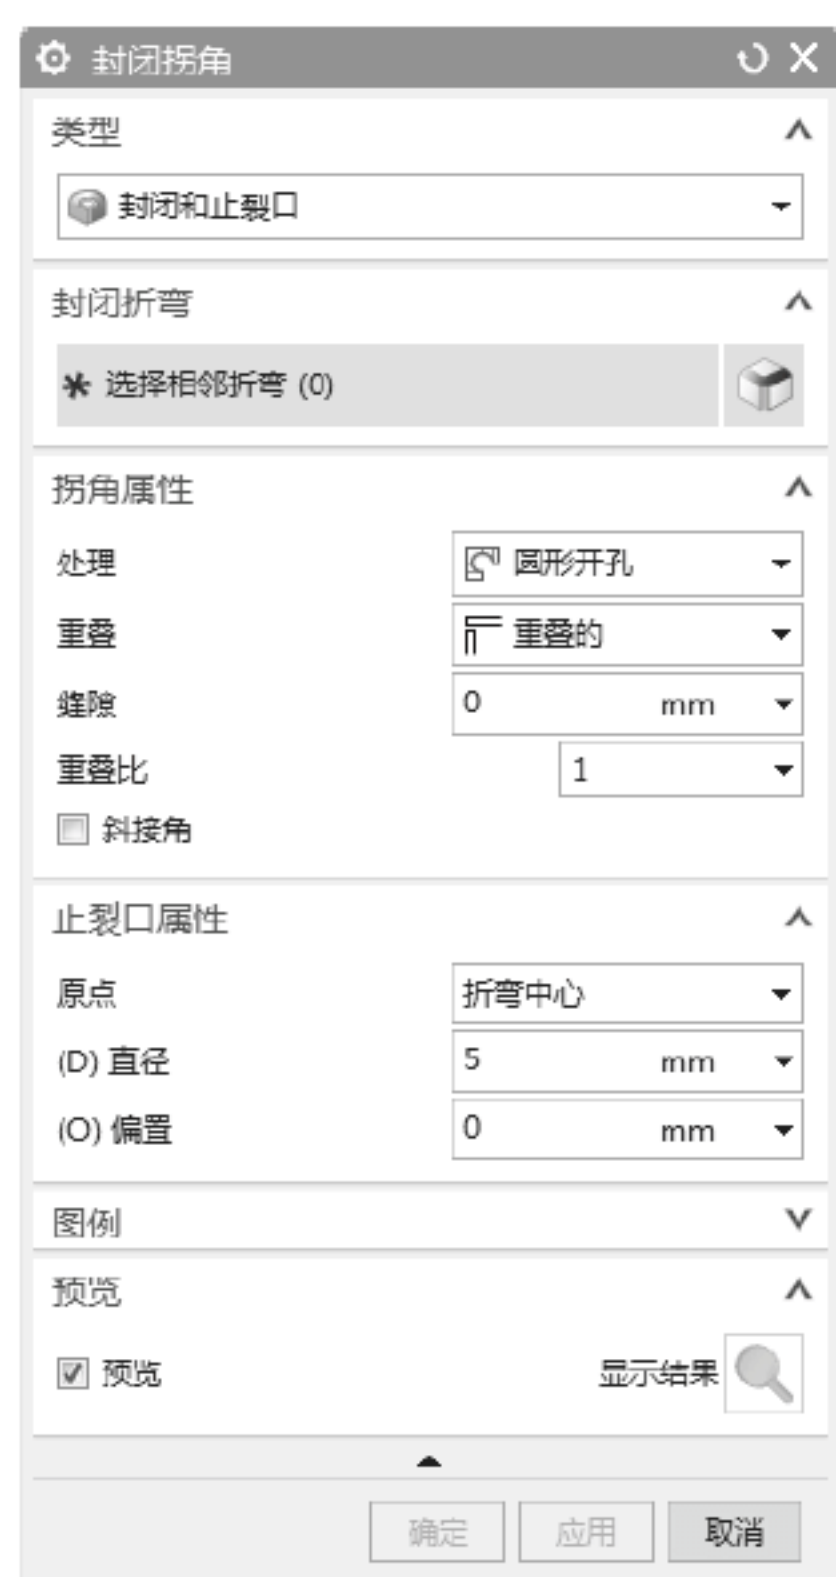 封闭拐角
类型
封闭和止裂口
封闭折弯
选择相邻折弯 (0)
拐角属性
处理 圆形开孔
重叠 重叠的
缝隙 0 mm
重叠比 1
斜接角
止裂口属性
原点 折弯中心
(D) 直径 5 mm
(O) 偏置 0 mm
图例
预览
预览 显示结果
确定 应用 取消